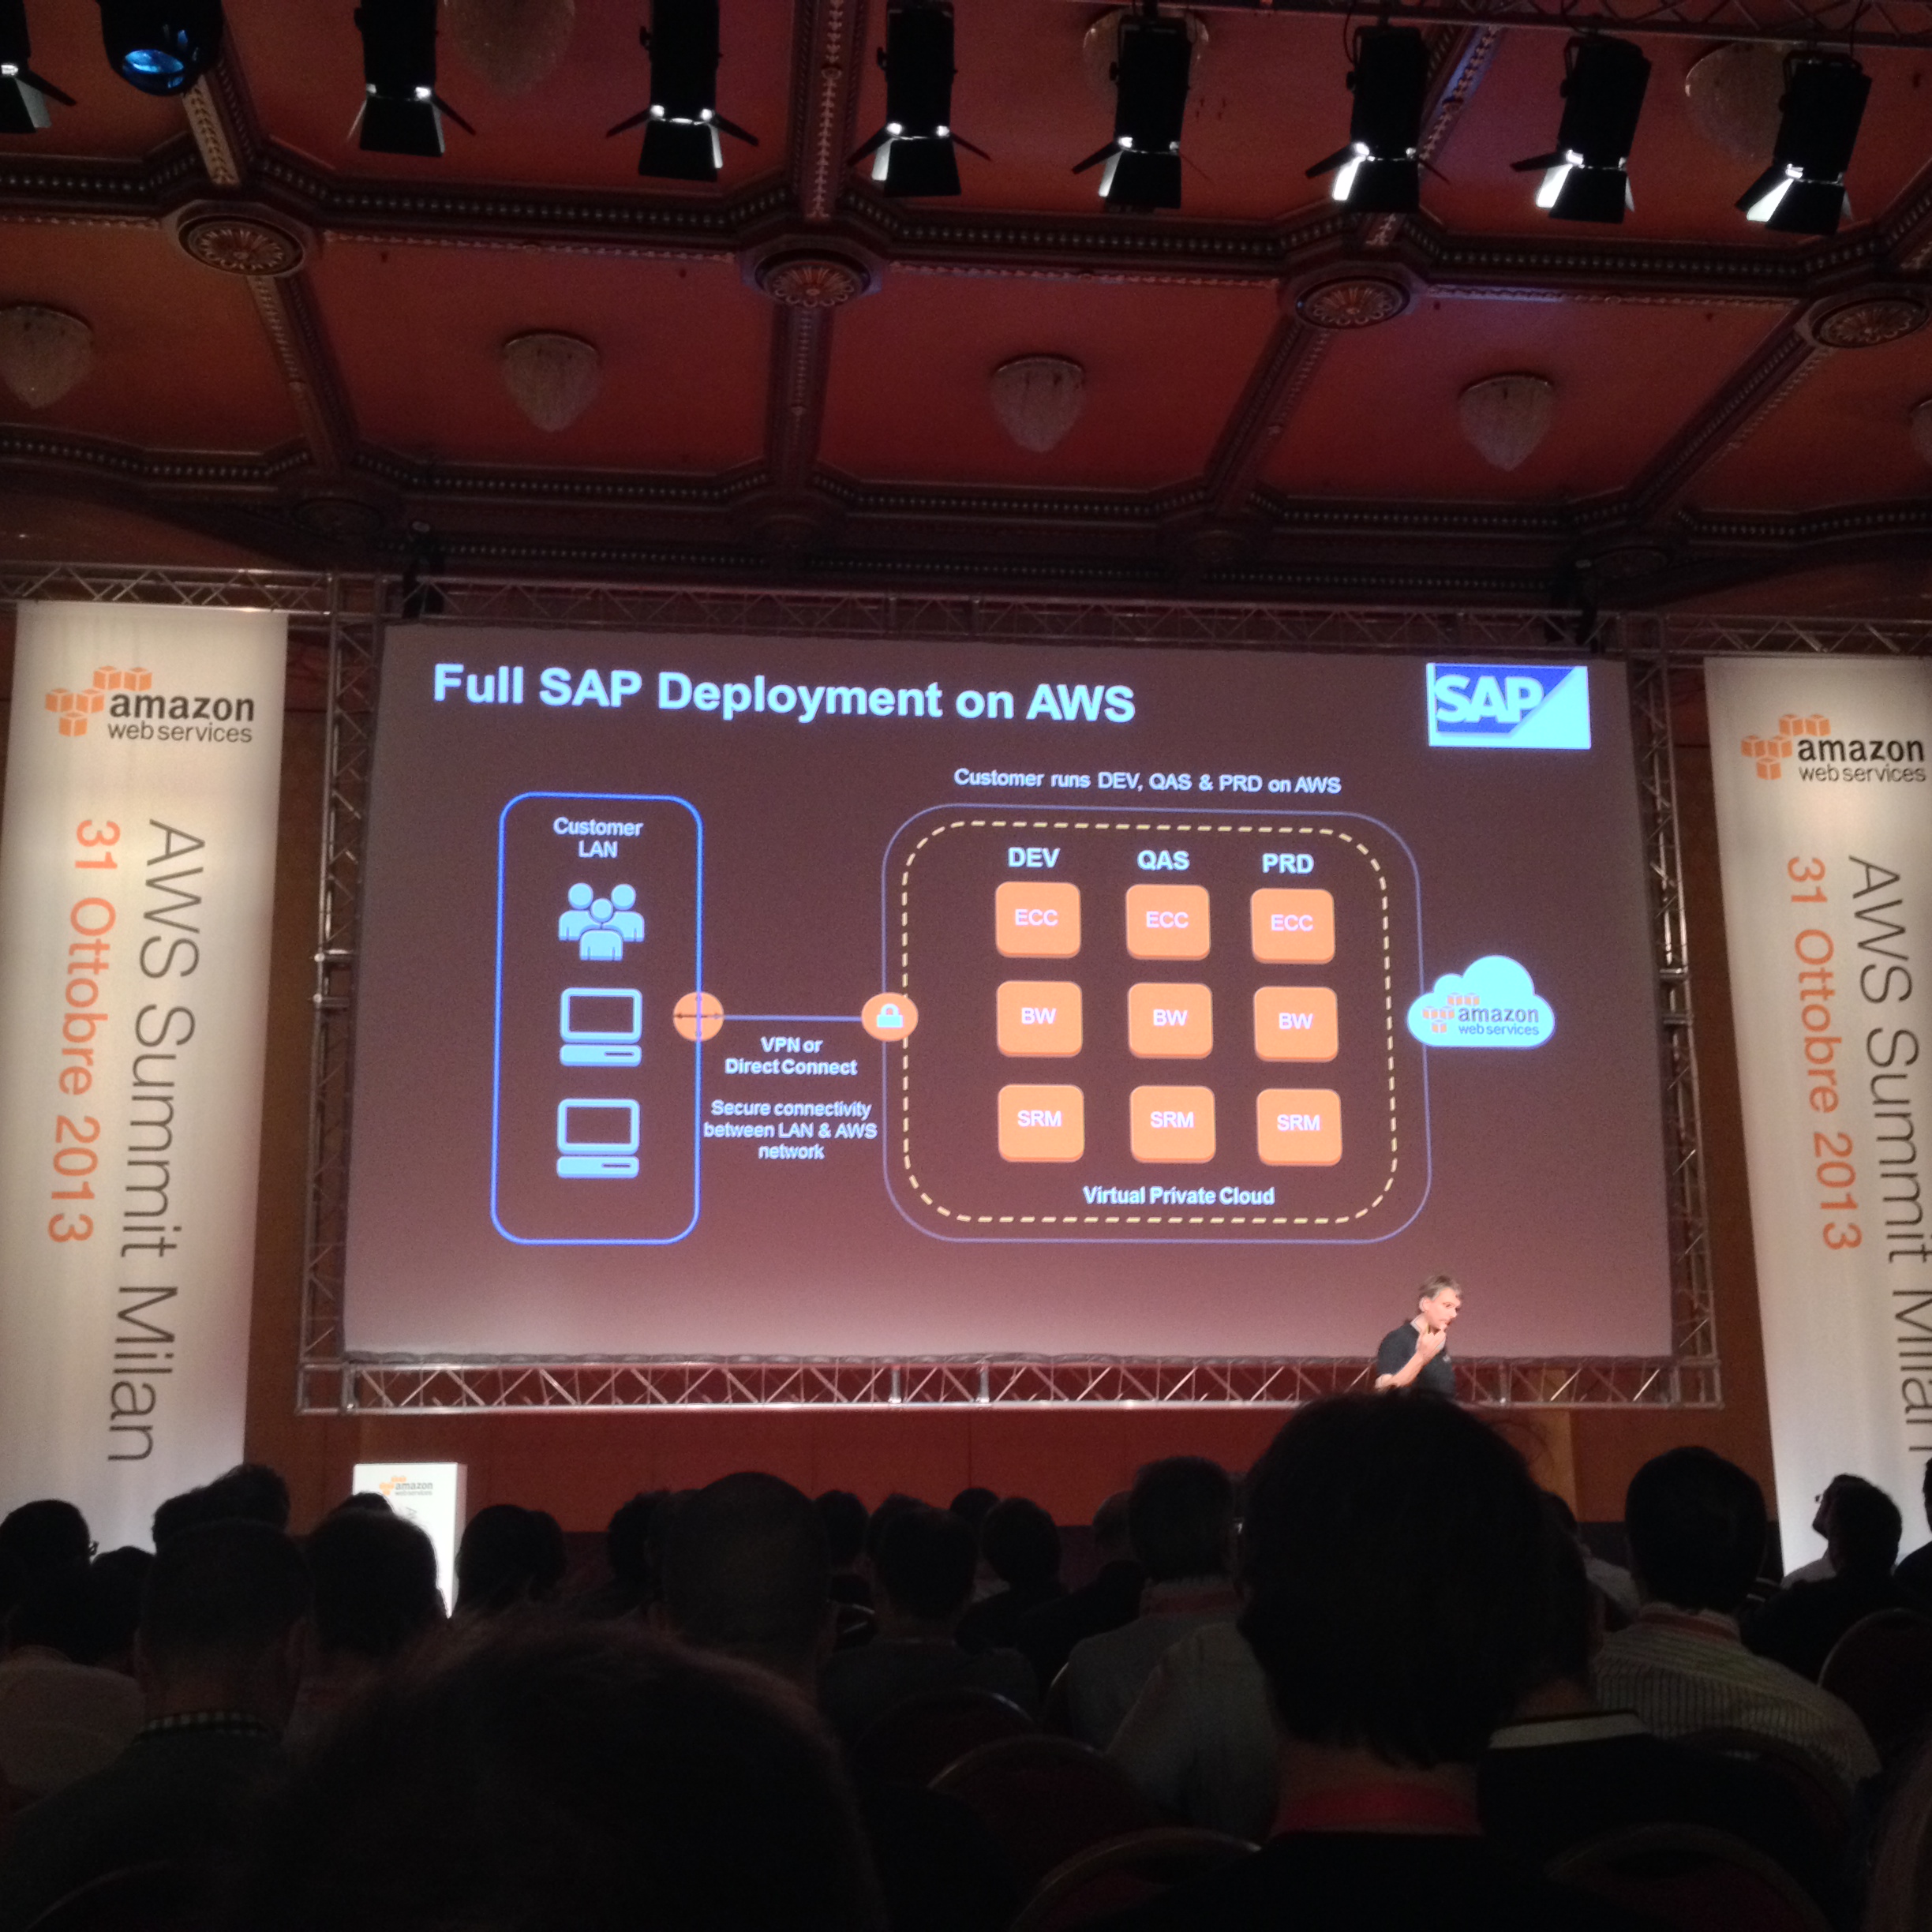 amazon
web services
AWS Summit Milan
31 Ottobre 2013
Full SAP Deployment on AWS
SAP
Customer runs DEV, QAS & PRD on AWS
Customer
LAN
VPN or
Direct Connect
Secure connectivity
between LAN & AWS
network
DEV QAS PRD
ECC ECC ECC
BW BW BW
SRM SRM SRM
Virtual Private Cloud
amazon
web services
amazon
web services
AWS Summit Milan
31 Ottobre 2013
amazon
web services